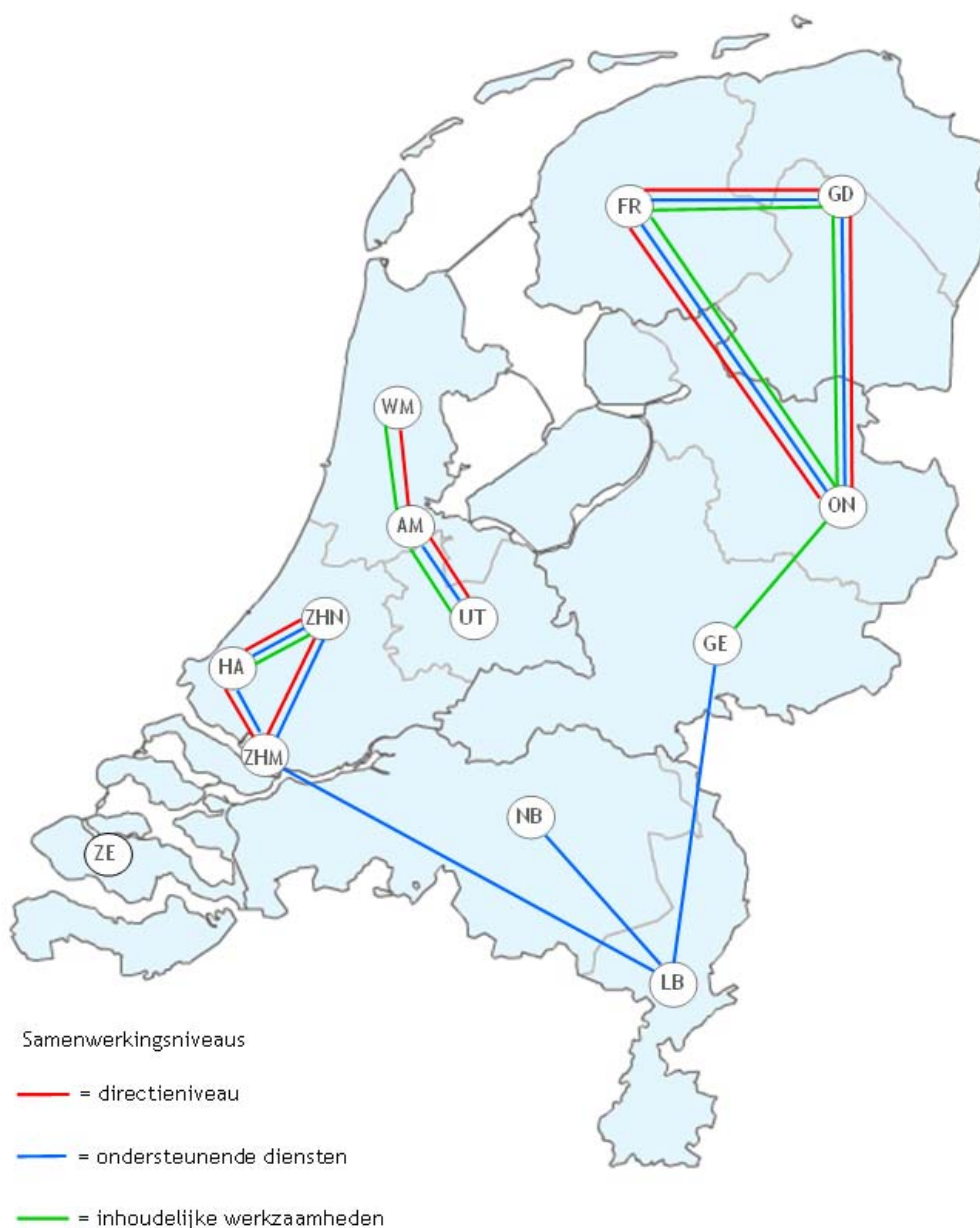 FR
GD
WM
ON
AM
ZHN
UT
GE
HA
ZHM
NB
ZE
LB
Samenwerkingsniveaus
= directieniveau
= ondersteunende diensten
= inhoudelijke werkzaamheden